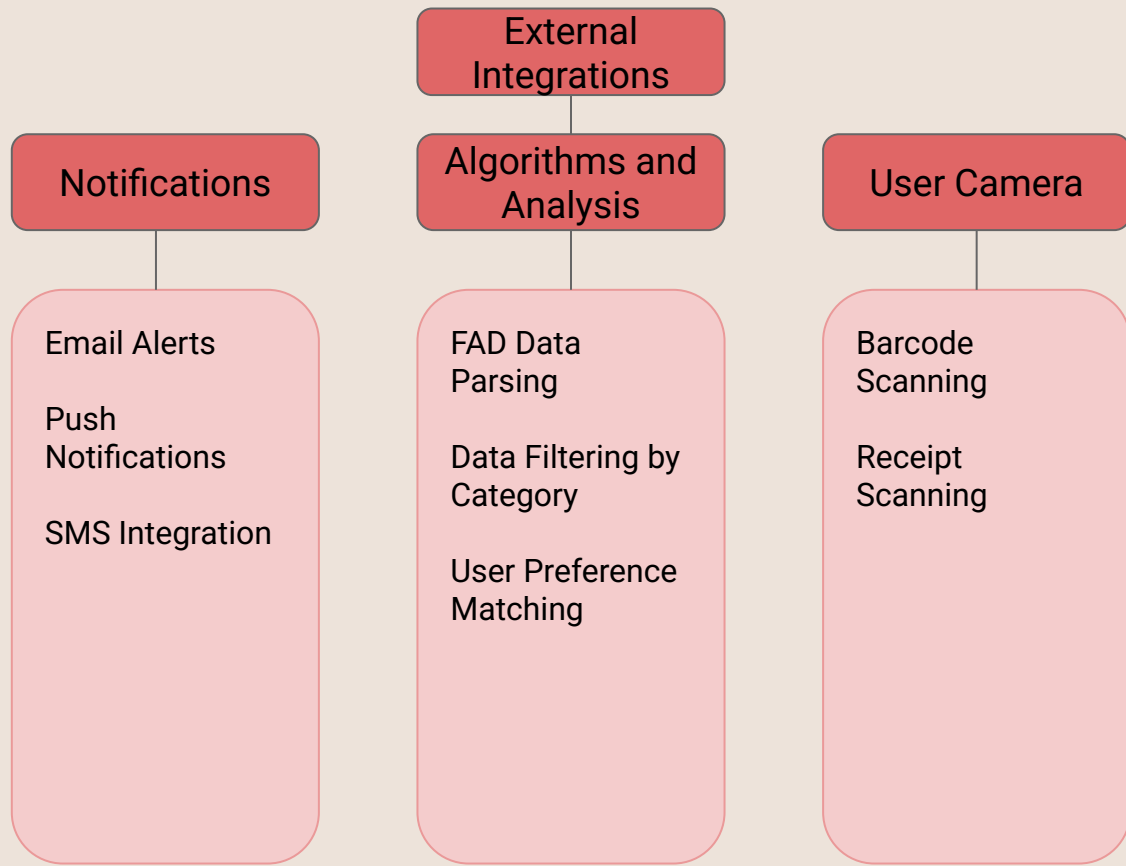 External
Integrations
Notifications
Algorithms and
Analysis
User Camera
Email Alerts
Push
Notifications
SMS Integration
FAD Data
Parsing
Data Filtering by
Category
User Preference
Matching
Barcode
Scanning
Receipt
Scanning